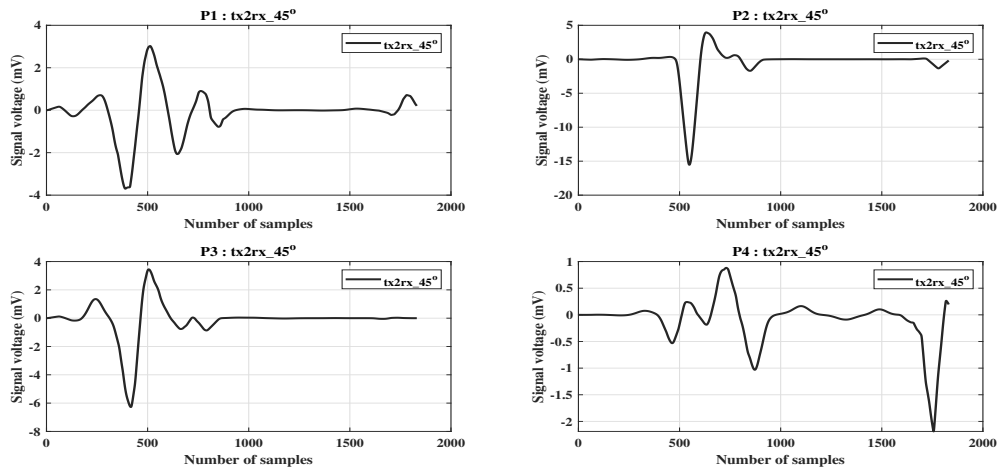 P1 : tx2rx_45°
Signal voltage (mV)
4
2
0
-2
-4
tx2rx_45°
0 500 1000 1500 2000
Number of samples
P2 : tx2rx_45°
Signal voltage (mV)
5
0
-5
-10
-15
-20
tx2rx_45°
0 500 1000 1500 2000
Number of samples
P3 : tx2rx_45°
Signal voltage (mV)
4
2
0
-2
-4
-6
-8
tx2rx_45°
0 500 1000 1500 2000
Number of samples
P4 : tx2rx_45°
Signal voltage (mV)
1
0.5
0
-0.5
-1
-1.5
-2
tx2rx_45°
0 500 1000 1500 2000
Number of samples